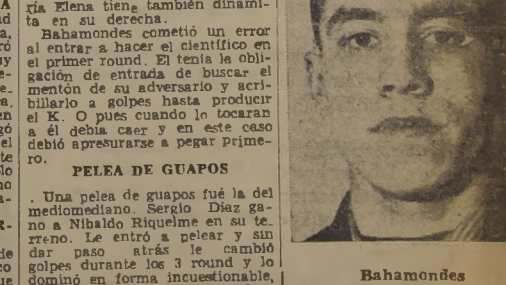 ría Elena tiene también dinami-
ta en su derecha.
Bahamondes cometió un error
al entrar a hacer el científico en
el primer round. El tenía la obli-
gación de entrada de buscar el
mentón de su adversario y acri-
billarlo a golpes hasta producir
el K. O pues cuando lo tocaran
a él debía caer y en este caso
debió apresurarse a pegar prime-
ro.
PELEA DE GUAPOS
. Una pelea de guapos fué la del
mediomediano. Sergio Díaz ga-
no a Nibaldo Riquelme en su te-
rreno. Le entró a pelear y sin
dar paso atrás le cambió
golpes durante los 3 round y lo
dominó en forma incuestionable,
Bahamondes